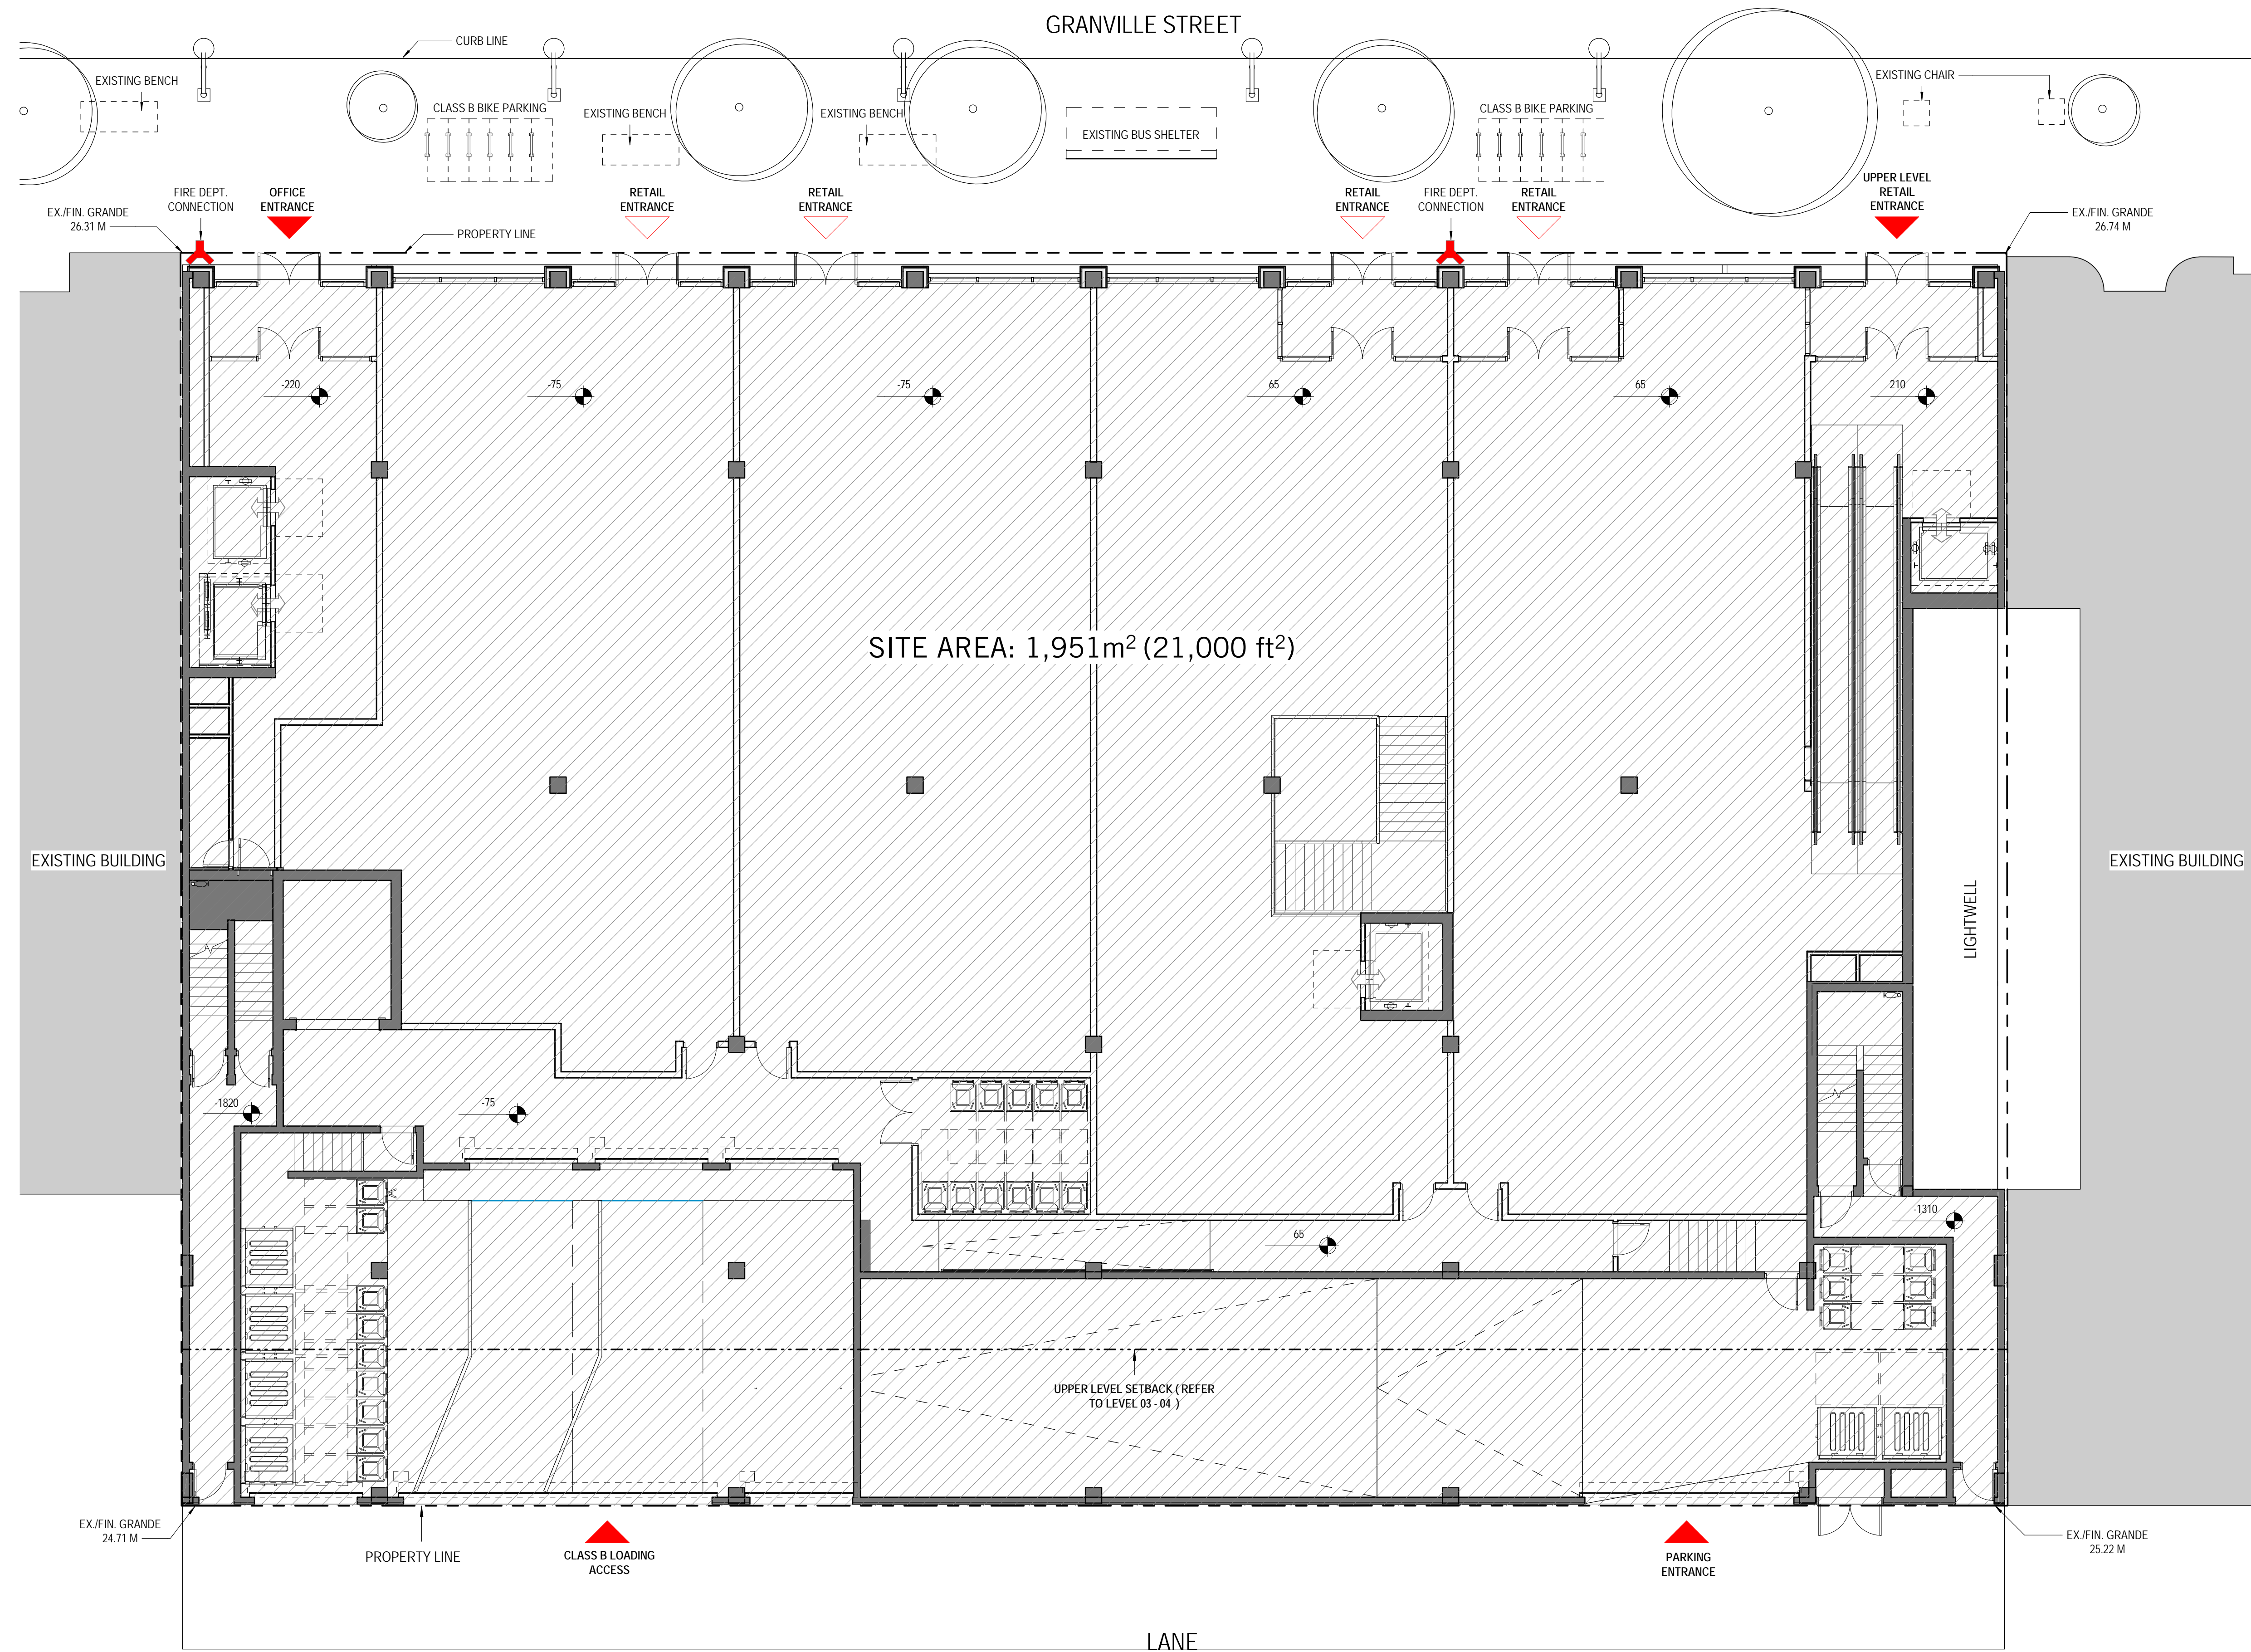 GRANVILLE STREET
CURB LINE
EXISTING BENCH
CLASS B BIKE PARKING
EXISTING BENCH
EXISTING BENCH
EXISTING BUS SHELTER
CLASS B BIKE PARKING
EXISTING CHAIR
FIRE DEPT.
CONNECTION
OFFICE
ENTRANCE
RETAIL
ENTRANCE
RETAIL
ENTRANCE
RETAIL
ENTRANCE
FIRE DEPT.
CONNECTION
RETAIL
ENTRANCE
UPPER LEVEL
RETAIL
ENTRANCE
EX./FIN. GRANDE
26.31 M
PROPERTY LINE
EX./FIN. GRANDE
26.74 M
-220
-75
-75
65
65
210
SITE AREA: 1,951m² (21,000 ft²)
EXISTING BUILDING
EXISTING BUILDING
LIGHTWELL
-1820
-75
65
-1310
UPPER LEVEL SETBACK ( REFER
TO LEVEL 03 - 04 )
EX./FIN. GRANDE
24.71 M
PROPERTY LINE
CLASS B LOADING
ACCESS
PARKING
ENTRANCE
EX./FIN. GRANDE
25.22 M
LANE